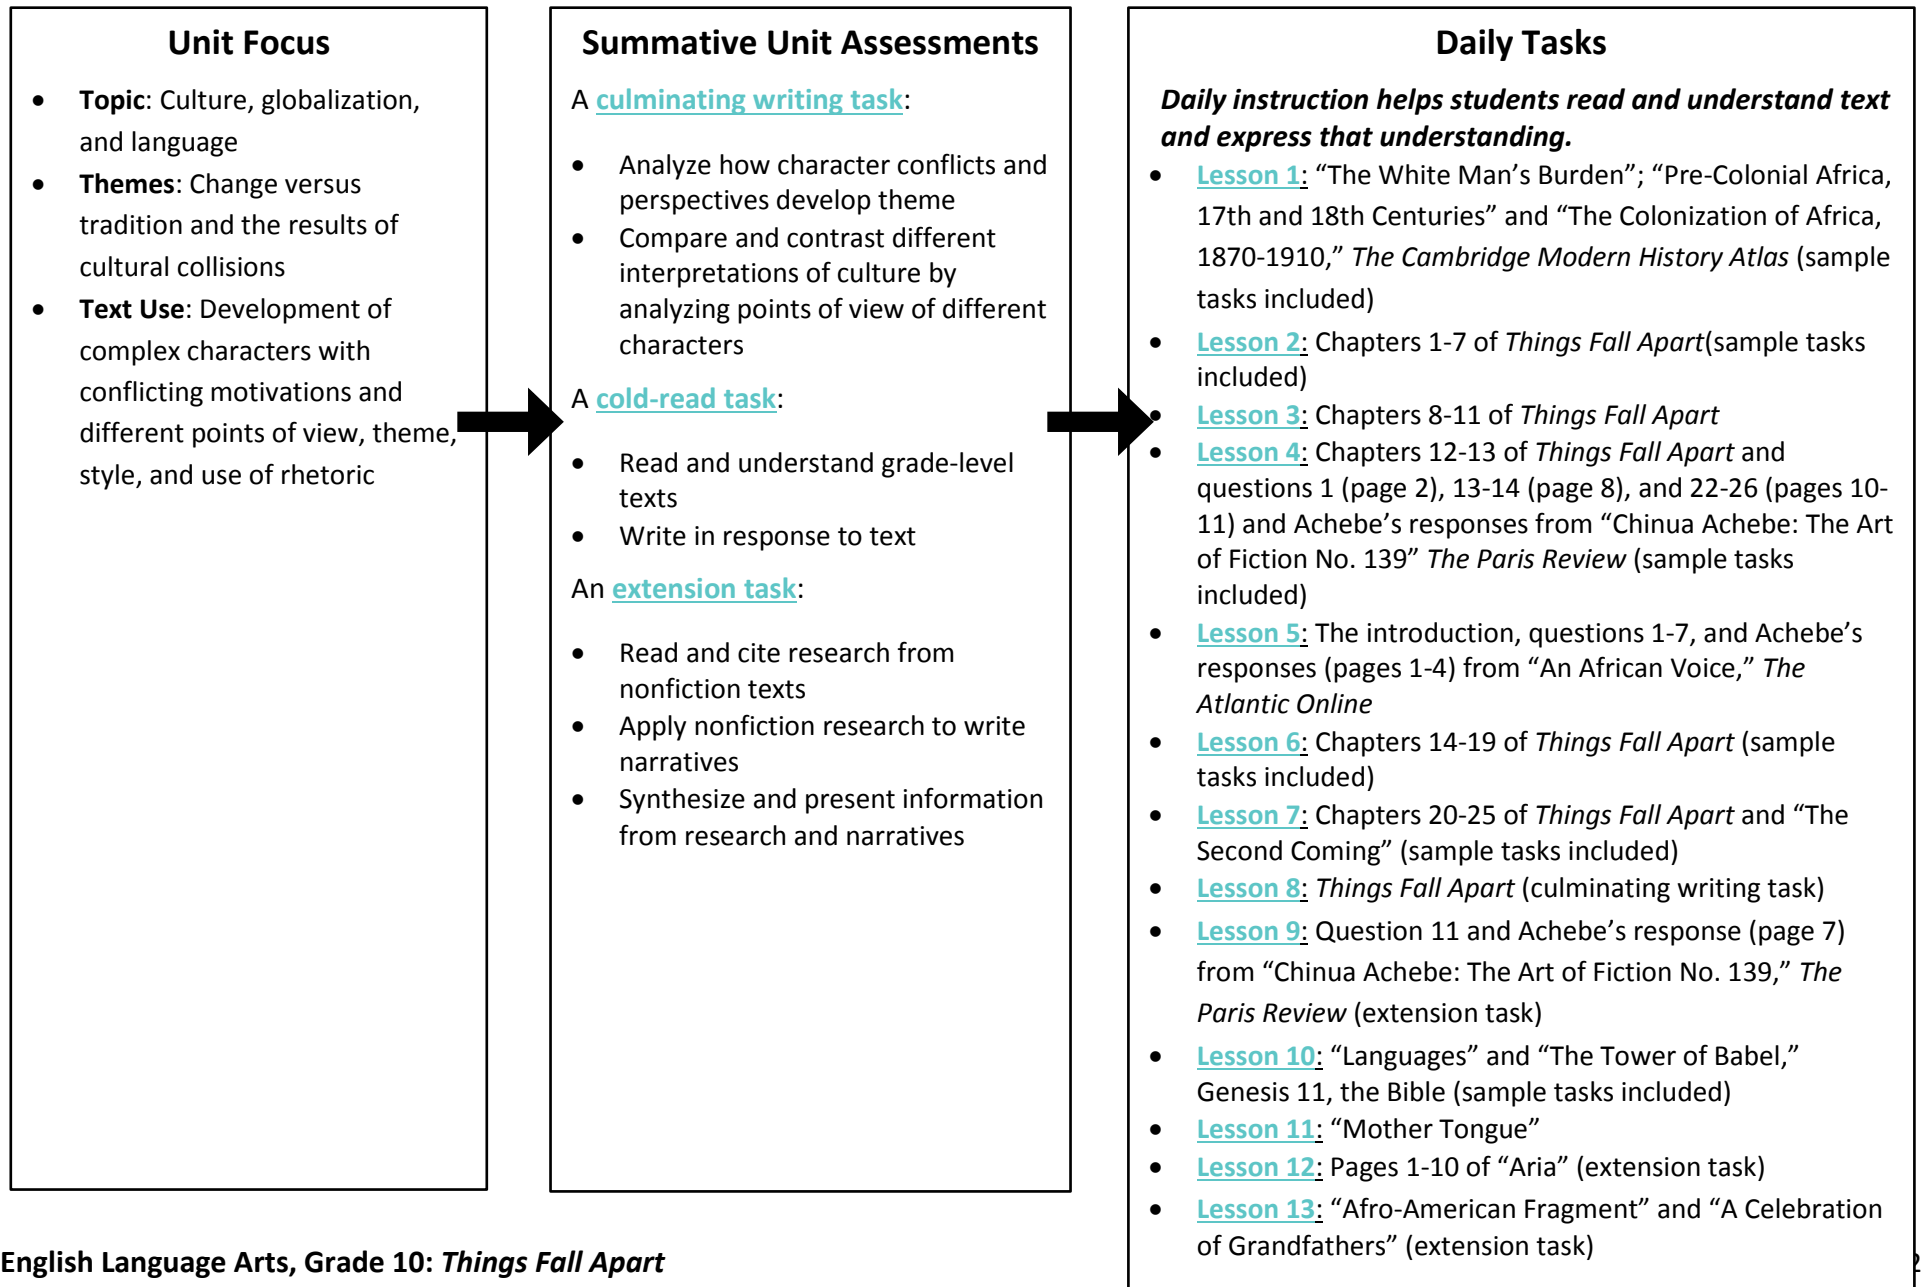 Unit Focus
• Topic: Culture, globalization,
and language
• Themes: Change versus
tradition and the results of
cultural collisions
• Text Use: Development of
complex characters with
conflicting motivations and
different points of view, theme,
style, and use of rhetoric
Summative Unit Assessments
A culminating writing task:
• Analyze how character conflicts and
perspectives develop theme
• Compare and contrast different
interpretations of culture by
analyzing points of view of different
characters
A cold-read task:
• Read and understand grade-level
texts
• Write in response to text
An extension task:
• Read and cite research from
nonfiction texts
• Apply nonfiction research to write
narratives
• Synthesize and present information
from research and narratives
Daily Tasks
Daily instruction helps students read and understand text
and express that understanding.
• Lesson 1: “The White Man’s Burden”; “Pre-Colonial Africa,
17th and 18th Centuries” and “The Colonization of Africa,
1870-1910,” The Cambridge Modern History Atlas (sample
tasks included)
• Lesson 2: Chapters 1-7 of Things Fall Apart(sample tasks
included)
• Lesson 3: Chapters 8-11 of Things Fall Apart
• Lesson 4: Chapters 12-13 of Things Fall Apart and
questions 1 (page 2), 13-14 (page 8), and 22-26 (pages 10-
11) and Achebe’s responses from “Chinua Achebe: The Art
of Fiction No. 139” The Paris Review (sample tasks
included)
• Lesson 5: The introduction, questions 1-7, and Achebe’s
responses (pages 1-4) from “An African Voice,” The
Atlantic Online
• Lesson 6: Chapters 14-19 of Things Fall Apart (sample
tasks included)
• Lesson 7: Chapters 20-25 of Things Fall Apart and “The
Second Coming” (sample tasks included)
• Lesson 8: Things Fall Apart (culminating writing task)
• Lesson 9: Question 11 and Achebe’s response (page 7)
from “Chinua Achebe: The Art of Fiction No. 139,” The
Paris Review (extension task)
• Lesson 10: “Languages” and “The Tower of Babel,”
Genesis 11, the Bible (sample tasks included)
• Lesson 11: “Mother Tongue”
• Lesson 12: Pages 1-10 of “Aria” (extension task)
• Lesson 13: “Afro-American Fragment” and “A Celebration
of Grandfathers” (extension task)
English Language Arts, Grade 10: Things Fall Apart